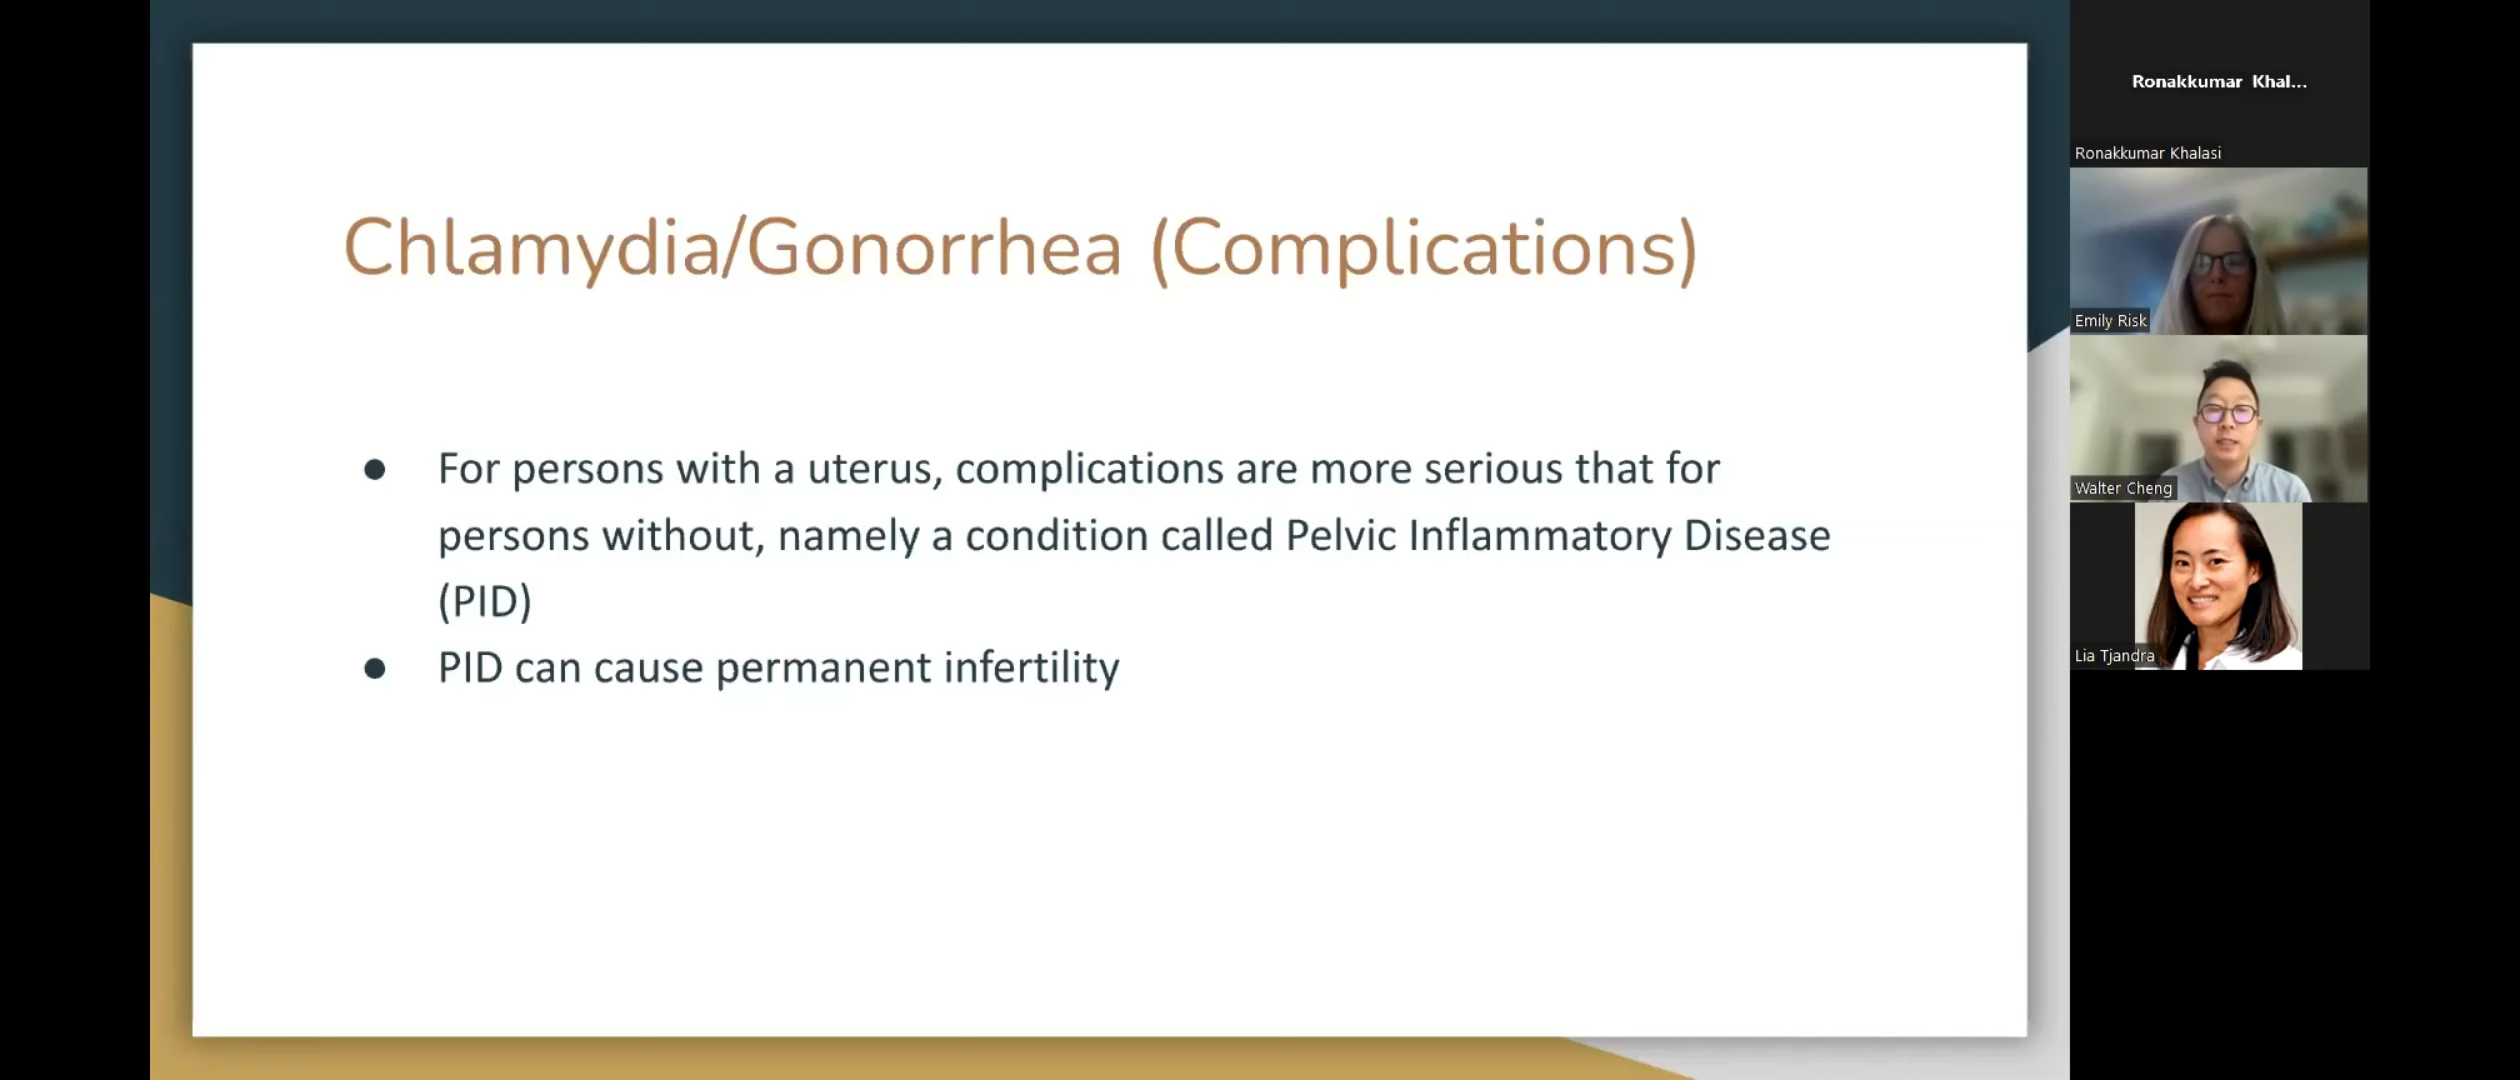 Chlamydia/Gonorrhea (Complications)
● For persons with a uterus, complications are more serious that for
persons without, namely a condition called Pelvic Inflammatory Disease
(PID)
● PID can cause permanent infertility
Ronakkumar Khal...
Ronakkumar Khalasi
Emily Risk
Walter Cheng
Lia Tjandra